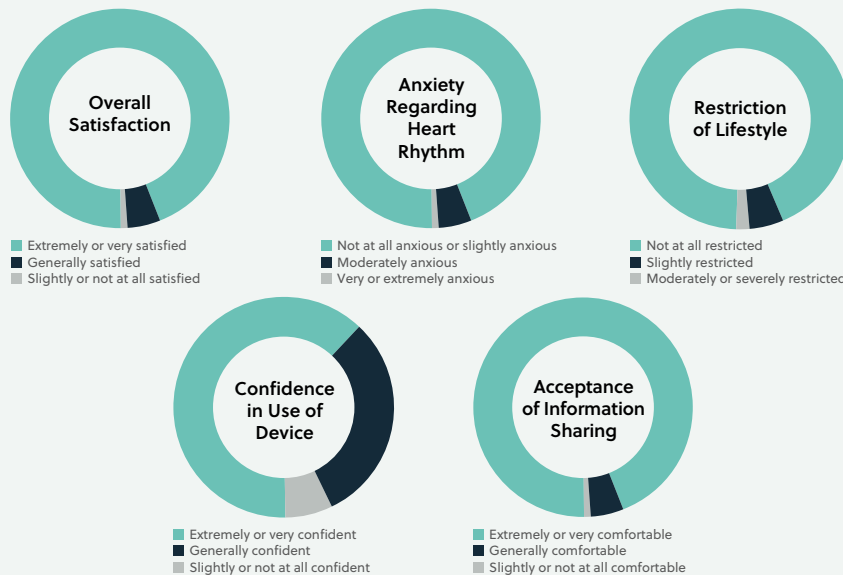 Overall
Satisfaction
Extremely or very satisfied
Generally satisfied
Slightly or not at all satisfied
Anxiety
Regarding
Heart
Rhythm
Not at all anxious or slightly anxious
Moderately anxious
Very or extremely anxious
Restriction
of Lifestyle
Not at all restricted
Slightly restricted
Moderately or severely restricted
Confidence
in Use of
Device
Extremely or very confident
Generally confident
Slightly or not at all confident
Acceptance
of Information
Sharing
Extremely or very comfortable
Generally comfortable
Slightly or not at all comfortable